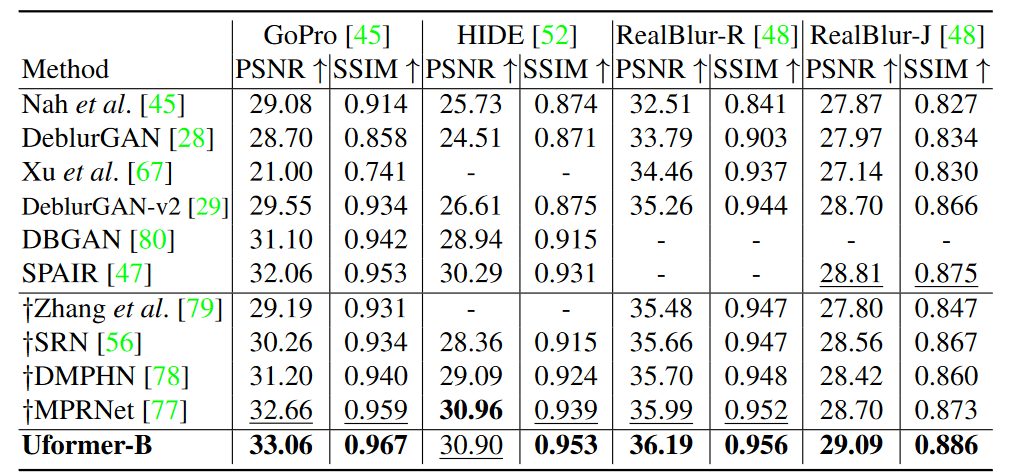 GoPro [45] HIDE [52] RealBlur-R [48] RealBlur-J [48]
Method PSNR ↑ SSIM ↑ PSNR ↑ SSIM ↑ PSNR ↑ SSIM ↑ PSNR ↑ SSIM ↑
Nah et al. [45] 29.08 0.914 25.73 0.874 32.51 0.841 27.87 0.827
DeblurGAN [28] 28.70 0.858 24.51 0.871 33.79 0.903 27.97 0.834
Xu et al. [67] 21.00 0.741 - - 34.46 0.937 27.14 0.830
DeblurGAN-v2 [29] 29.55 0.934 26.61 0.875 35.26 0.944 28.70 0.866
DBGAN [80] 31.10 0.942 28.94 0.915 - - - -
SPAIR [47] 32.06 0.953 30.29 0.931 - - 28.81 0.875
†Zhang et al. [79] 29.19 0.931 - - 35.48 0.947 27.80 0.847
†SRN [56] 30.26 0.934 28.36 0.915 35.66 0.947 28.56 0.867
†DMPHN [78] 31.20 0.940 29.09 0.924 35.70 0.948 28.42 0.860
†MPRNet [77] 32.66 0.959 30.96 0.939 35.99 0.952 28.70 0.873
Uformer-B 33.06 0.967 30.90 0.953 36.19 0.956 29.09 0.886